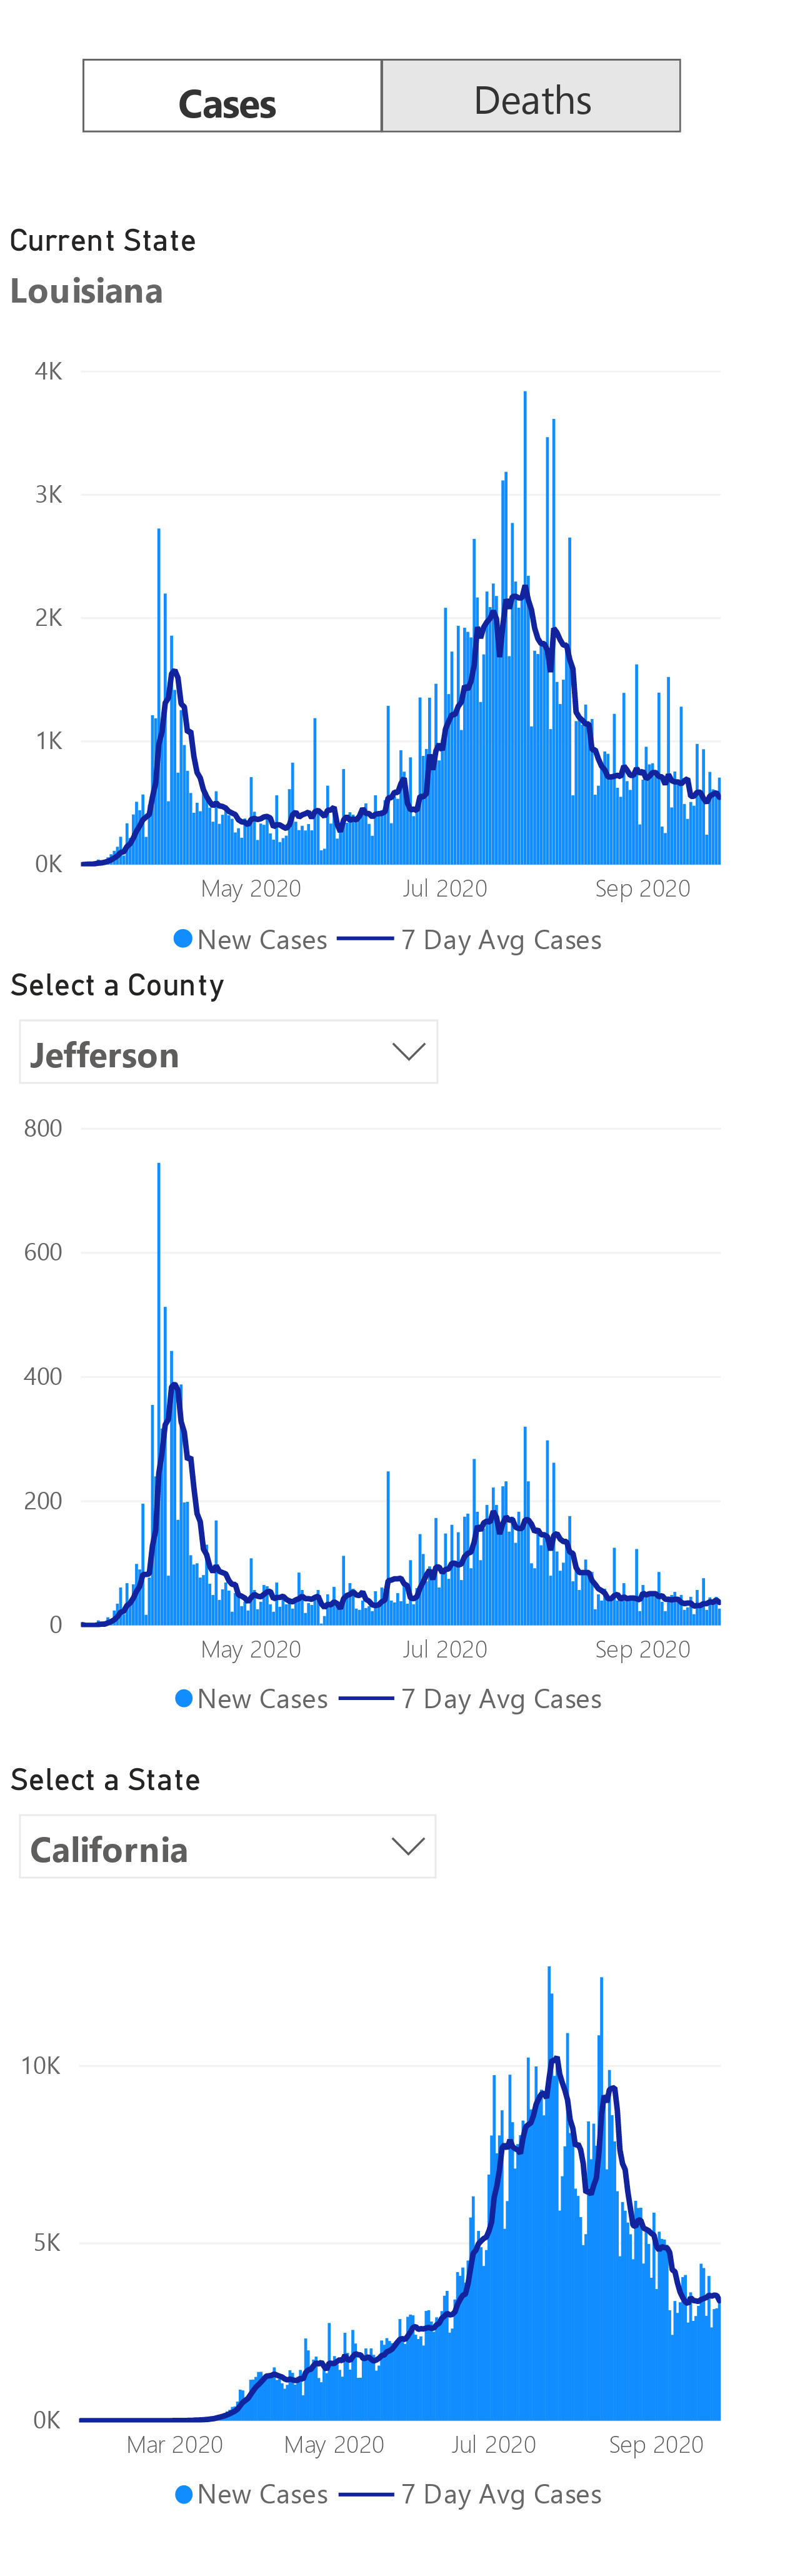 Cases Deaths
Current State
Louisiana
4K
3K
2K
1K
0K
May 2020 Jul 2020 Sep 2020
New Cases 7 Day Avg Cases
Select a County
Jefferson
800
600
400
200
0
May 2020 Jul 2020 Sep 2020
New Cases 7 Day Avg Cases
Select a State
California
10K
5K
0K
Mar 2020 May 2020 Jul 2020 Sep 2020
New Cases 7 Day Avg Cases